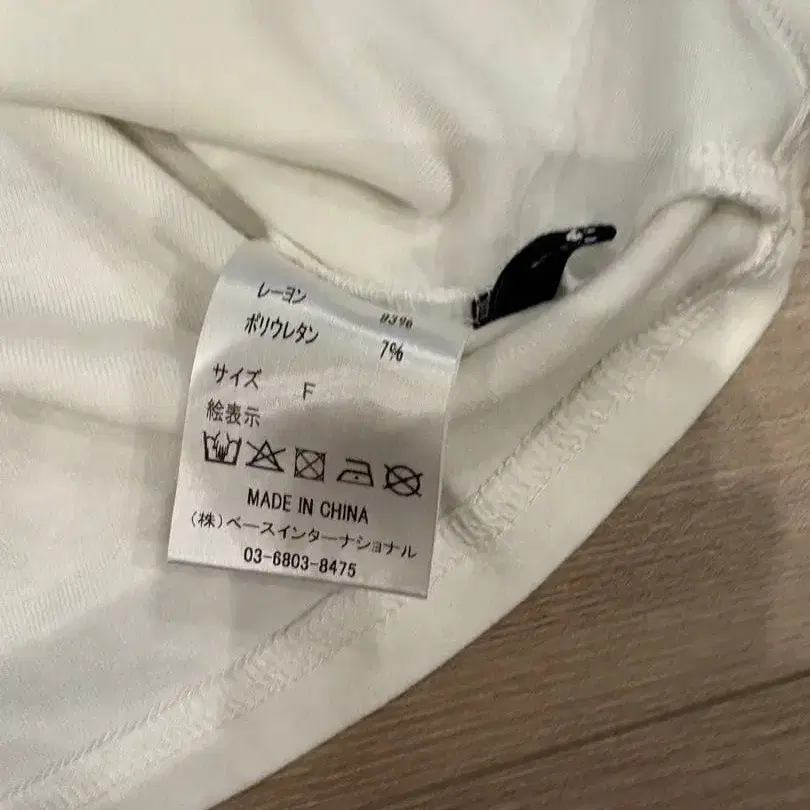 レーヨン 93%
ポリウレタン 7%
サイズ F
絵表示
MADE IN CHINA
(株)ベースインターナショナル
03-6803-8475